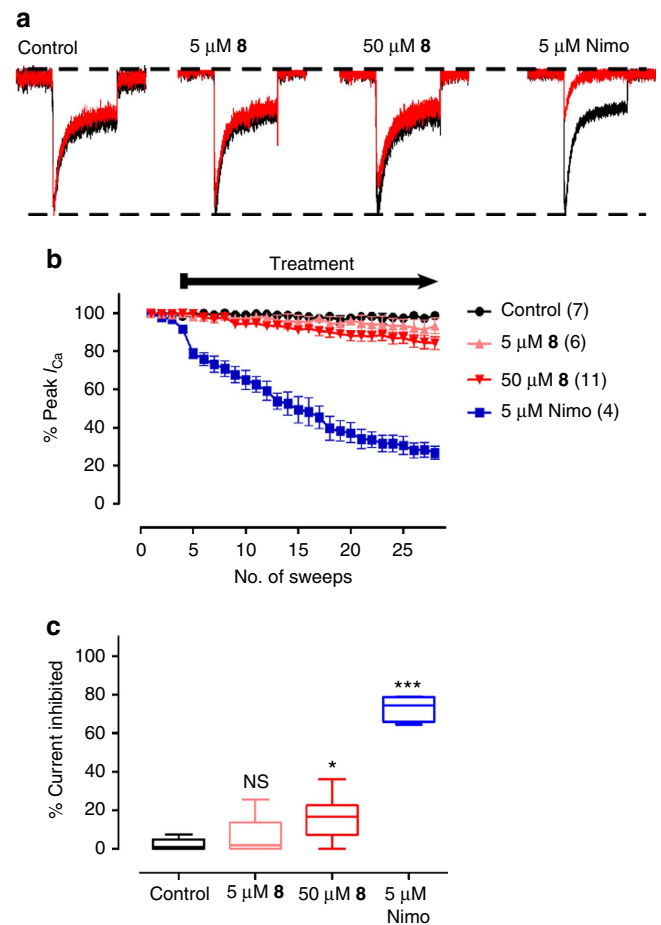 a
Control
5 µM 8
50 µM 8
5 µM Nimo
b
Treatment
% Peak ICa
100
80
60
40
20
0
0
5
10
15
20
25
No. of sweeps
Control (7)
5 µM 8 (6)
50 µM 8 (11)
5 µM Nimo (4)
c
% Current inhibited
100
80
60
40
20
0
NS
*
***
Control
5 µM 8
50 µM 8
5 µM
Nimo